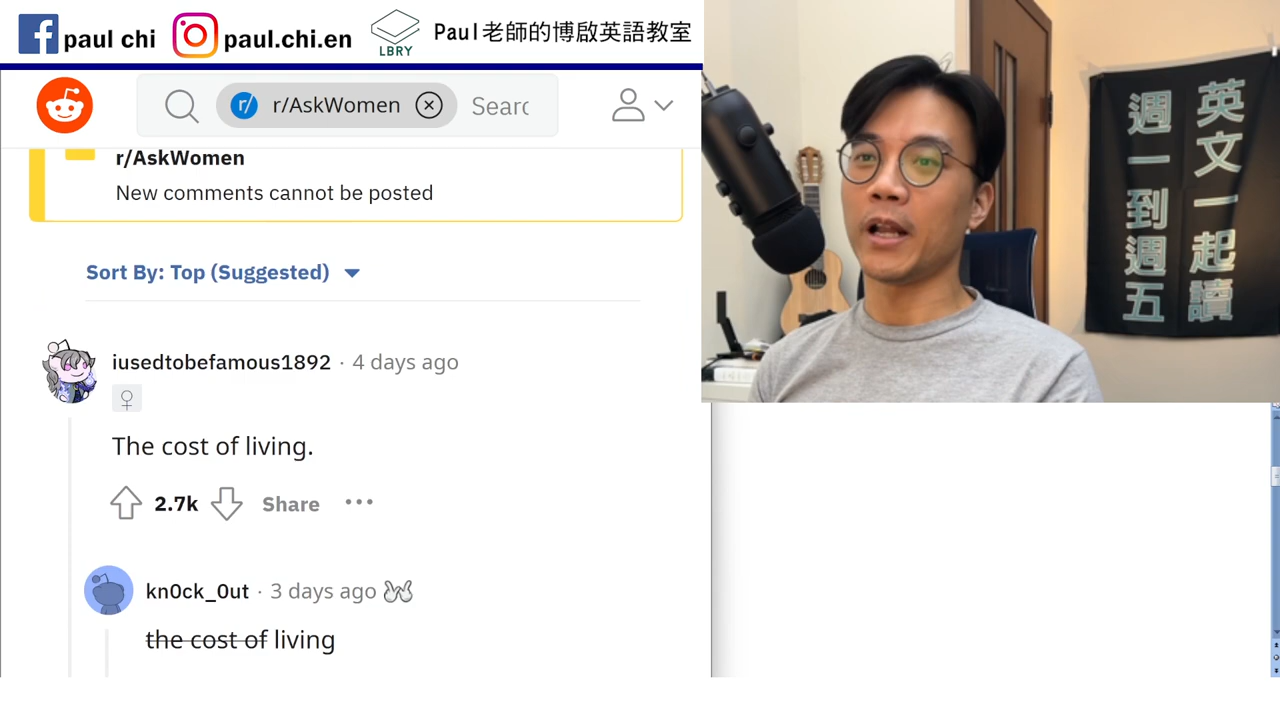 paul chi
paul.chi.en
LBRY
Paul老師的博啟英語教室
r/
r/AskWomen
Searc
r/AskWomen
New comments cannot be posted
Sort By: Top (Suggested)
iusedtobefamous1892 · 4 days ago
♀
The cost of living.
2.7k
Share
kn0ck_0ut · 3 days ago
the cost of living
英文一起讀
週一到週五